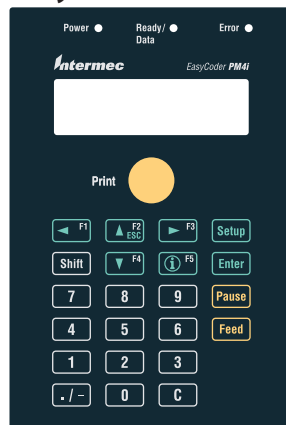 Power Ready/ Error
Data
Intermec EasyCoder PM4i
Print
F1 F2 ESC F3 Setup
Shift F4 i F5 Enter
7 8 9 Pause
4 5 6 Feed
1 2 3
./- 0 C